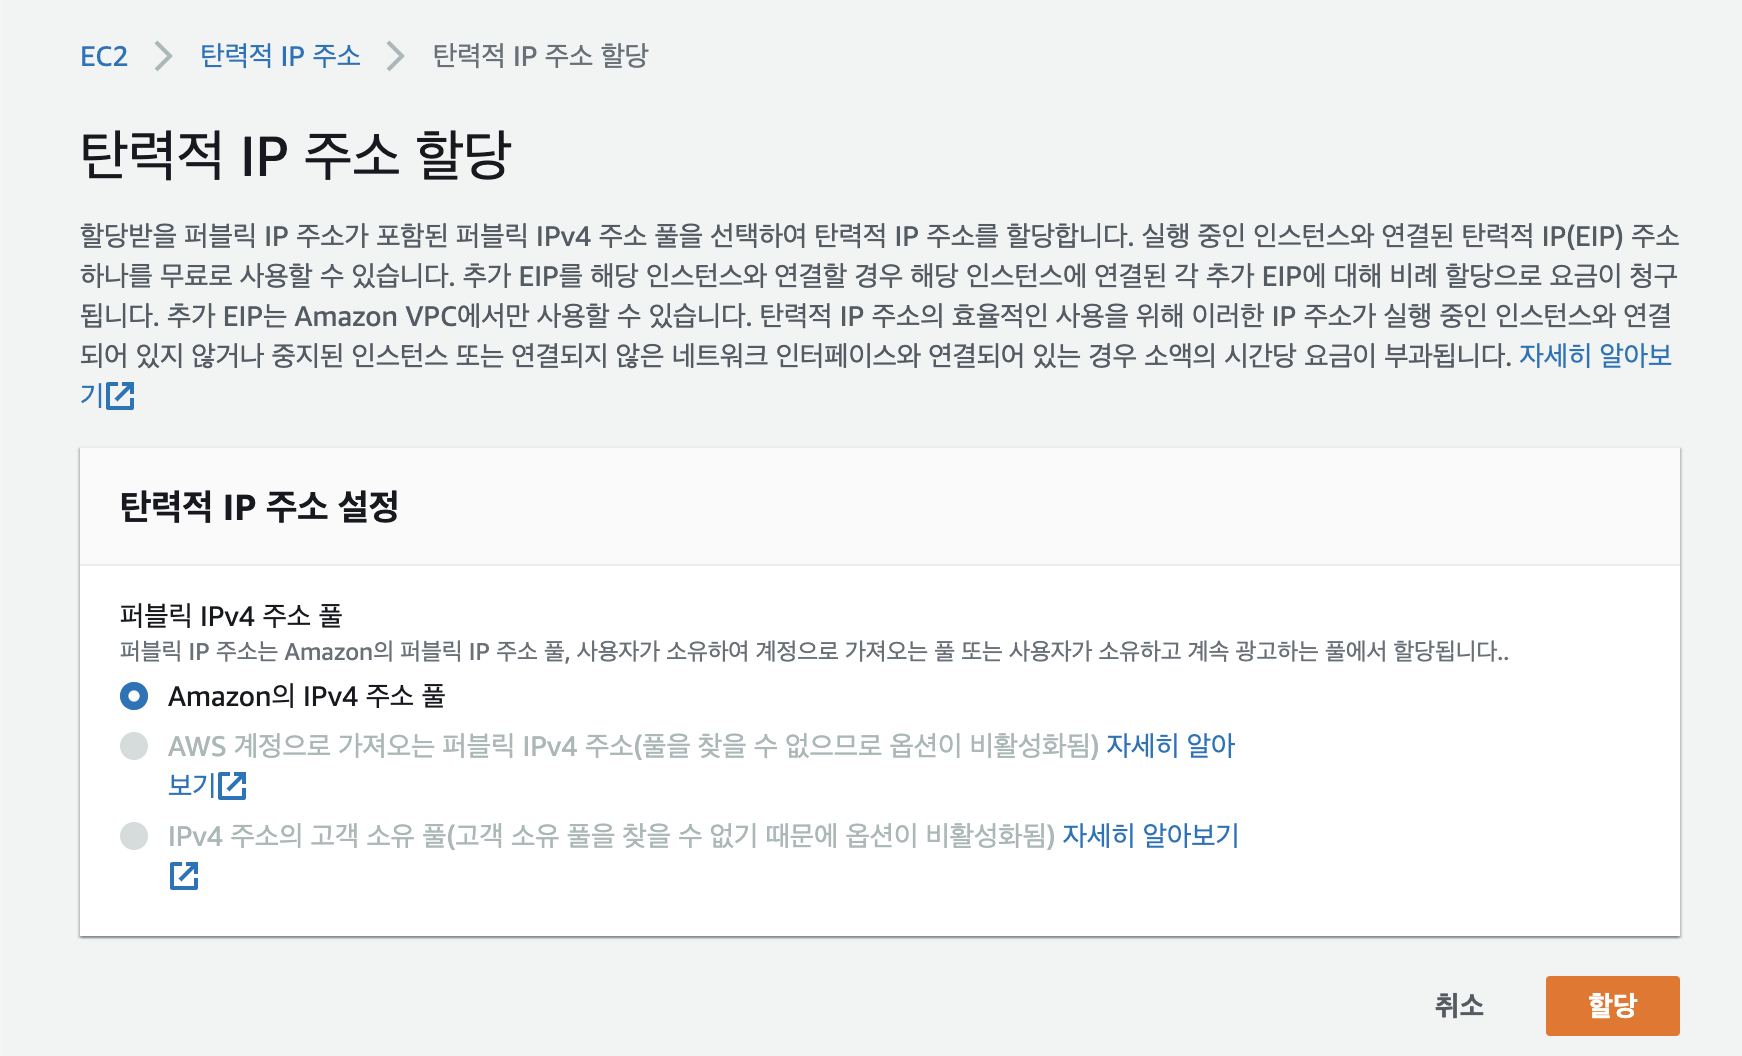 EC2 > 탄력적 IP 주소 > 탄력적 IP 주소 할당
탄력적 IP 주소 할당
할당받을 퍼블릭 IP 주소가 포함된 퍼블릭 IPv4 주소 풀을 선택하여 탄력적 IP 주소를 할당합니다. 실행 중인 인스턴스와 연결된 탄력적 IP(EIP) 주소
하나를 무료로 사용할 수 있습니다. 추가 EIP를 해당 인스턴스와 연결할 경우 해당 인스턴스에 연결된 각 추가 EIP에 대해 비례 할당으로 요금이 청구
됩니다. 추가 EIP는 Amazon VPC에서만 사용할 수 있습니다. 탄력적 IP 주소의 효율적인 사용을 위해 이러한 IP 주소가 실행 중인 인스턴스와 연결
되어 있지 않거나 중지된 인스턴스 또는 연결되지 않은 네트워크 인터페이스와 연결되어 있는 경우 소액의 시간당 요금이 부과됩니다. 자세히 알아보
기
탄력적 IP 주소 설정
퍼블릭 IPv4 주소 풀
퍼블릭 IP 주소는 Amazon의 퍼블릭 IP 주소 풀, 사용자가 소유하여 계정으로 가져오는 풀 또는 사용자가 소유하고 계속 광고하는 풀에서 할당됩니다..
Amazon의 IPv4 주소 풀
AWS 계정으로 가져오는 퍼블릭 IPv4 주소(풀을 찾을 수 없으므로 옵션이 비활성화됨) 자세히 알아
보기
IPv4 주소의 고객 소유 풀(고객 소유 풀을 찾을 수 없기 때문에 옵션이 비활성화됨) 자세히 알아보기
취소 할당